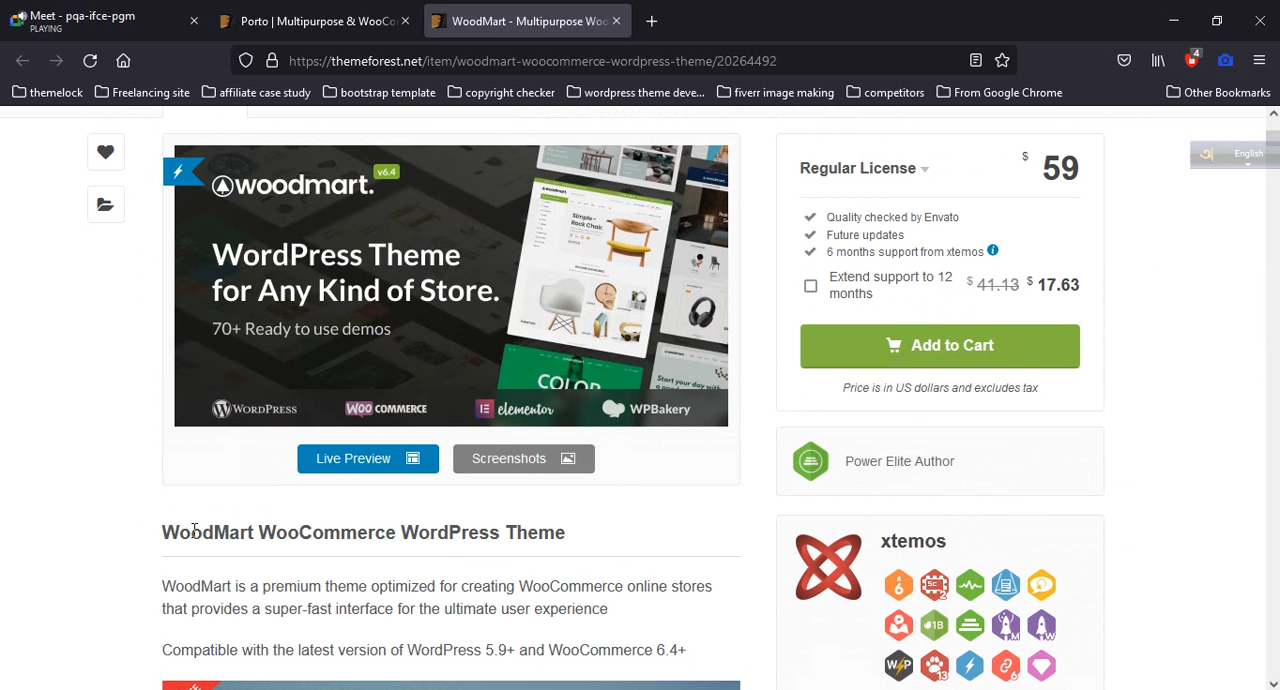 Meet - pqa-ifce-pgm
PLAYING
Porto | Multipurpose & WooCo
WoodMart - Multipurpose Woo
https://themeforest.net/item/woodmart-woocommerce-wordpress-theme/20264492
4
themelock
Freelancing site
affiliate case study
bootstrap template
copyright checker
wordpress theme deve...
fiverr image making
competitors
From Google Chrome
Other Bookmarks
woodmart.
v6.4
WordPress Theme
for Any Kind of Store.
70+ Ready to use demos
Simple -
Rock Chair.
COLOR
Start your day with
WORDPRESS
WOO COMMERCE
elementor
WPBakery
Live Preview
Screenshots
WoodMart WooCommerce WordPress Theme
WoodMart is a premium theme optimized for creating WooCommerce online stores
that provides a super-fast interface for the ultimate user experience
Compatible with the latest version of WordPress 5.9+ and WooCommerce 6.4+
Regular License
$ 59
Quality checked by Envato
Future updates
6 months support from xtemos
Extend support to 12
months
$ 41.13 $ 17.63
Add to Cart
Price is in US dollars and excludes tax
Power Elite Author
xtemos
English